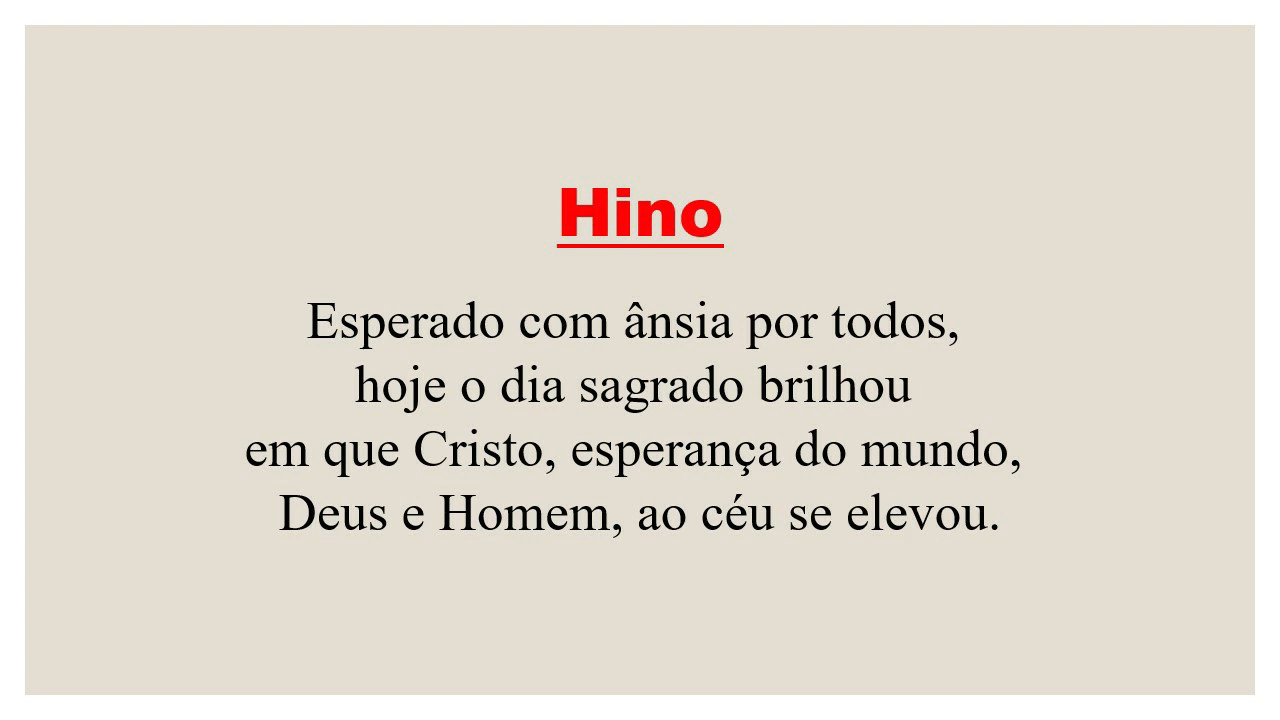 Hino
Esperado com ânsia por todos,
hoje o dia sagrado brilhou
em que Cristo, esperança do mundo,
Deus e Homem, ao céu se elevou.